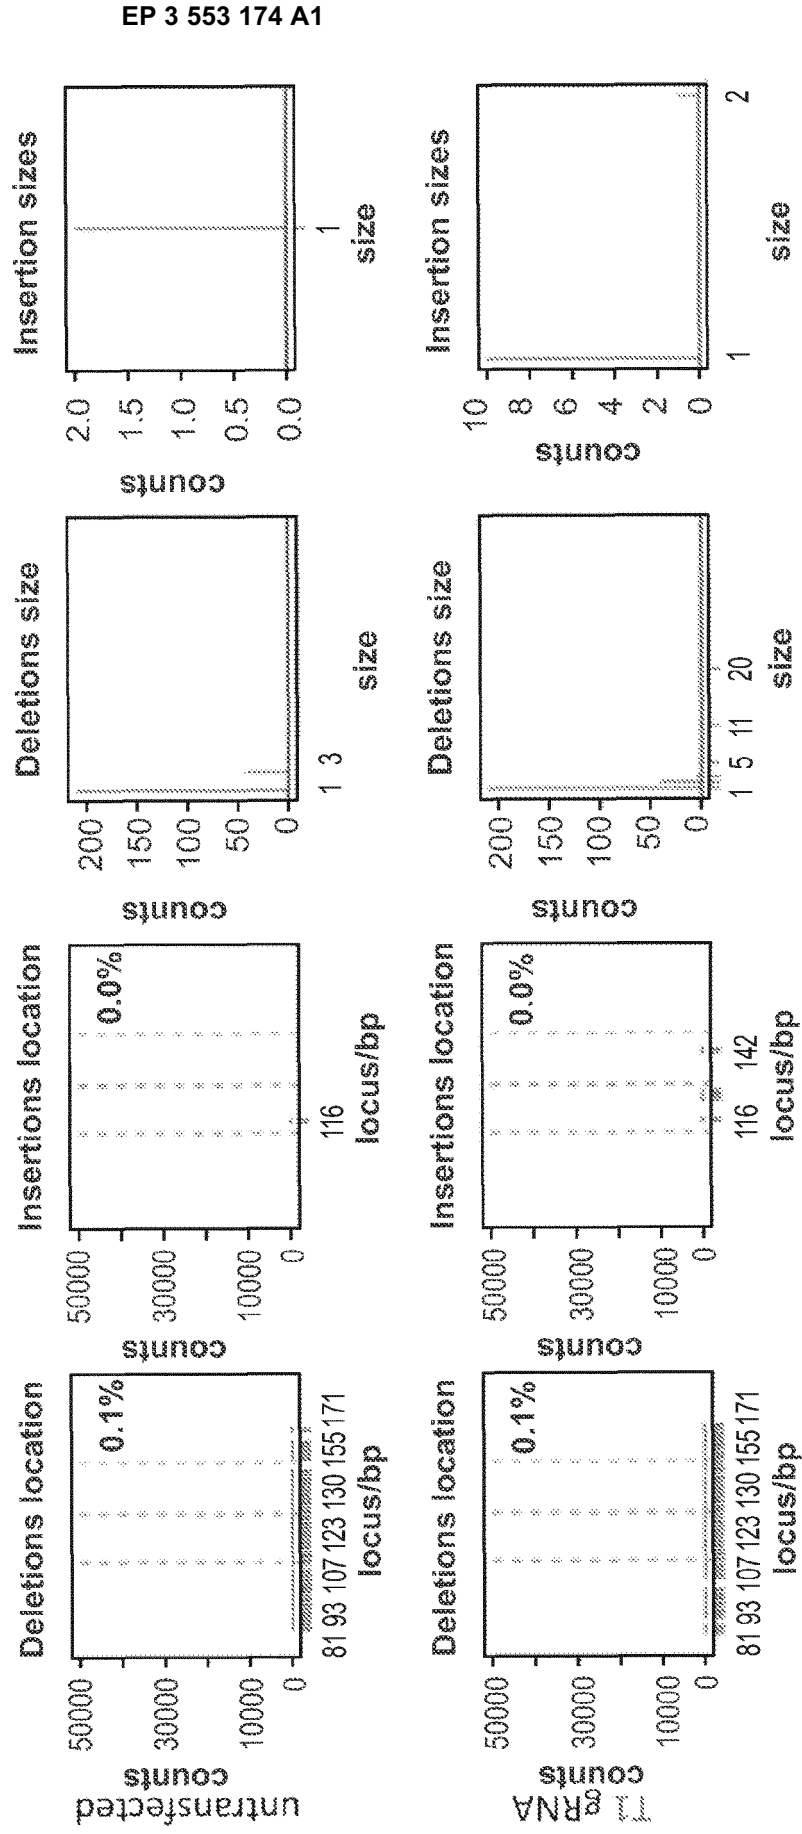 EP 3 553 174 A1
untransfected
Deletions location
counts
50000
30000
10000
0
0.1%
81 93 107 123 130 155 171
locus/bp
Insertions location
counts
50000
30000
10000
0
0.0%
116
locus/bp
Deletions size
counts
200
150
100
50
0
1 3
size
Insertion sizes
counts
2.0
1.5
1.0
0.5
0.0
1
size
T1 gRNA
Deletions location
counts
50000
30000
10000
0
0.1%
81 93 107 123 130 155 171
locus/bp
Insertions location
counts
50000
30000
10000
0
0.0%
116 142
locus/bp
Deletions size
counts
200
150
100
50
0
1 5 11 20
size
Insertion sizes
counts
10
8
6
4
2
0
1 2
size